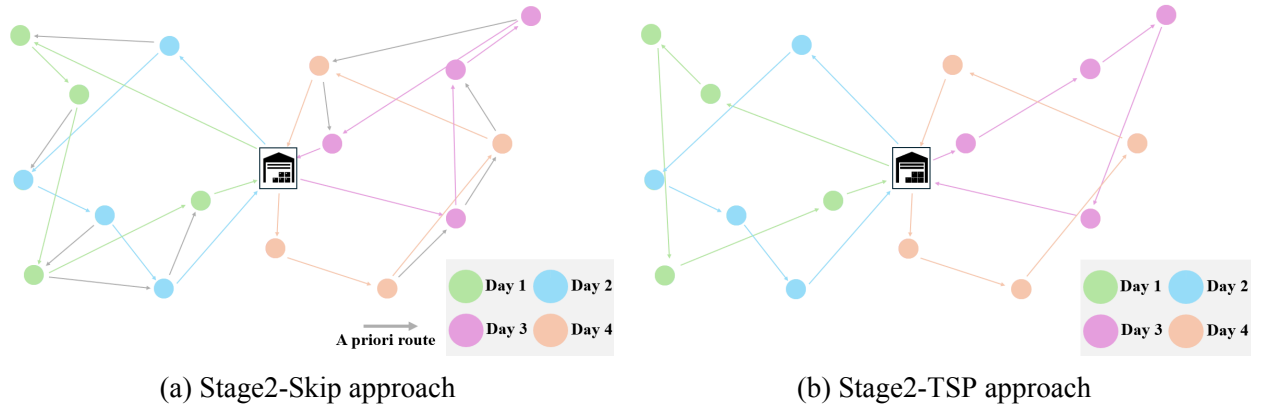 A priori route
Day 1
Day 2
Day 3
Day 4
Day 1
Day 2
Day 3
Day 4
(a) Stage2-Skip approach
(b) Stage2-TSP approach